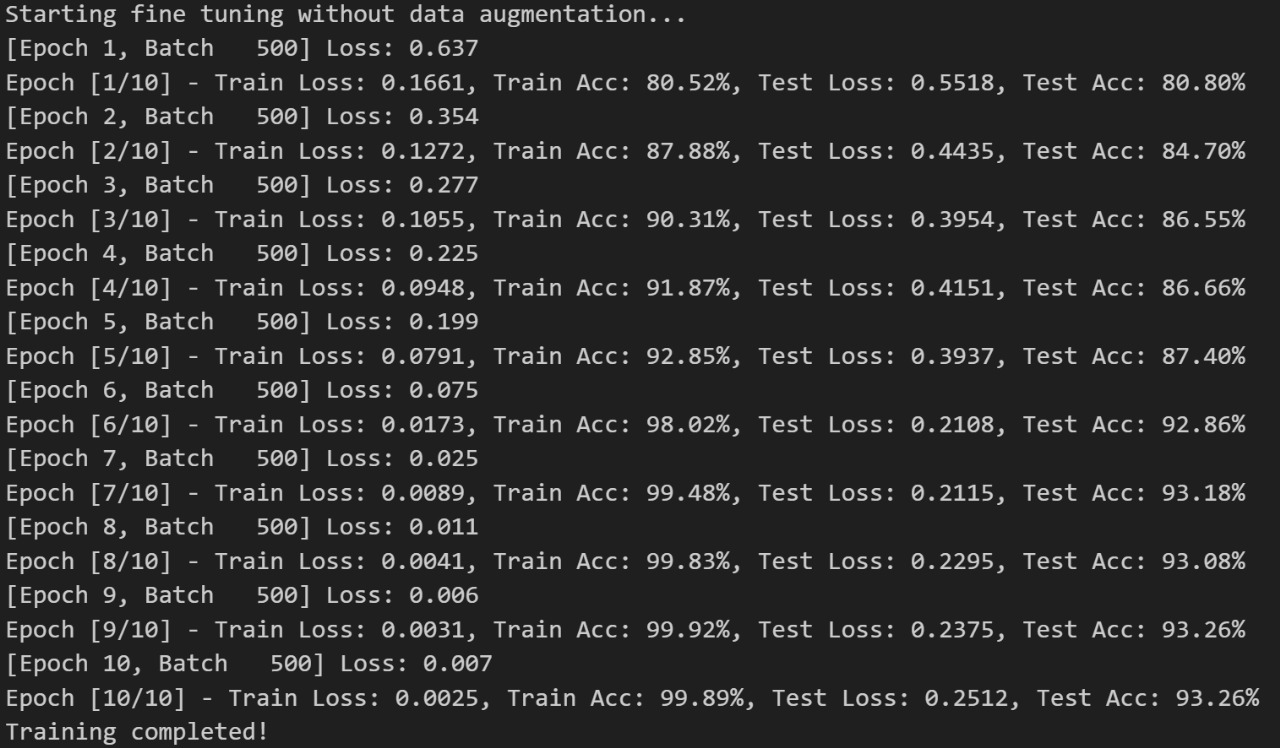 Starting fine tuning without data augmentation...
[Epoch 1, Batch   500] Loss: 0.637
Epoch [1/10] - Train Loss: 0.1661, Train Acc: 80.52%, Test Loss: 0.5518, Test Acc: 80.80%
[Epoch 2, Batch   500] Loss: 0.354
Epoch [2/10] - Train Loss: 0.1272, Train Acc: 87.88%, Test Loss: 0.4435, Test Acc: 84.70%
[Epoch 3, Batch   500] Loss: 0.277
Epoch [3/10] - Train Loss: 0.1055, Train Acc: 90.31%, Test Loss: 0.3954, Test Acc: 86.55%
[Epoch 4, Batch   500] Loss: 0.225
Epoch [4/10] - Train Loss: 0.0948, Train Acc: 91.87%, Test Loss: 0.4151, Test Acc: 86.66%
[Epoch 5, Batch   500] Loss: 0.199
Epoch [5/10] - Train Loss: 0.0791, Train Acc: 92.85%, Test Loss: 0.3937, Test Acc: 87.40%
[Epoch 6, Batch   500] Loss: 0.075
Epoch [6/10] - Train Loss: 0.0173, Train Acc: 98.02%, Test Loss: 0.2108, Test Acc: 92.86%
[Epoch 7, Batch   500] Loss: 0.025
Epoch [7/10] - Train Loss: 0.0089, Train Acc: 99.48%, Test Loss: 0.2115, Test Acc: 93.18%
[Epoch 8, Batch   500] Loss: 0.011
Epoch [8/10] - Train Loss: 0.0041, Train Acc: 99.83%, Test Loss: 0.2295, Test Acc: 93.08%
[Epoch 9, Batch   500] Loss: 0.006
Epoch [9/10] - Train Loss: 0.0031, Train Acc: 99.92%, Test Loss: 0.2375, Test Acc: 93.26%
[Epoch 10, Batch   500] Loss: 0.007
Epoch [10/10] - Train Loss: 0.0025, Train Acc: 99.89%, Test Loss: 0.2512, Test Acc: 93.26%
Training completed!